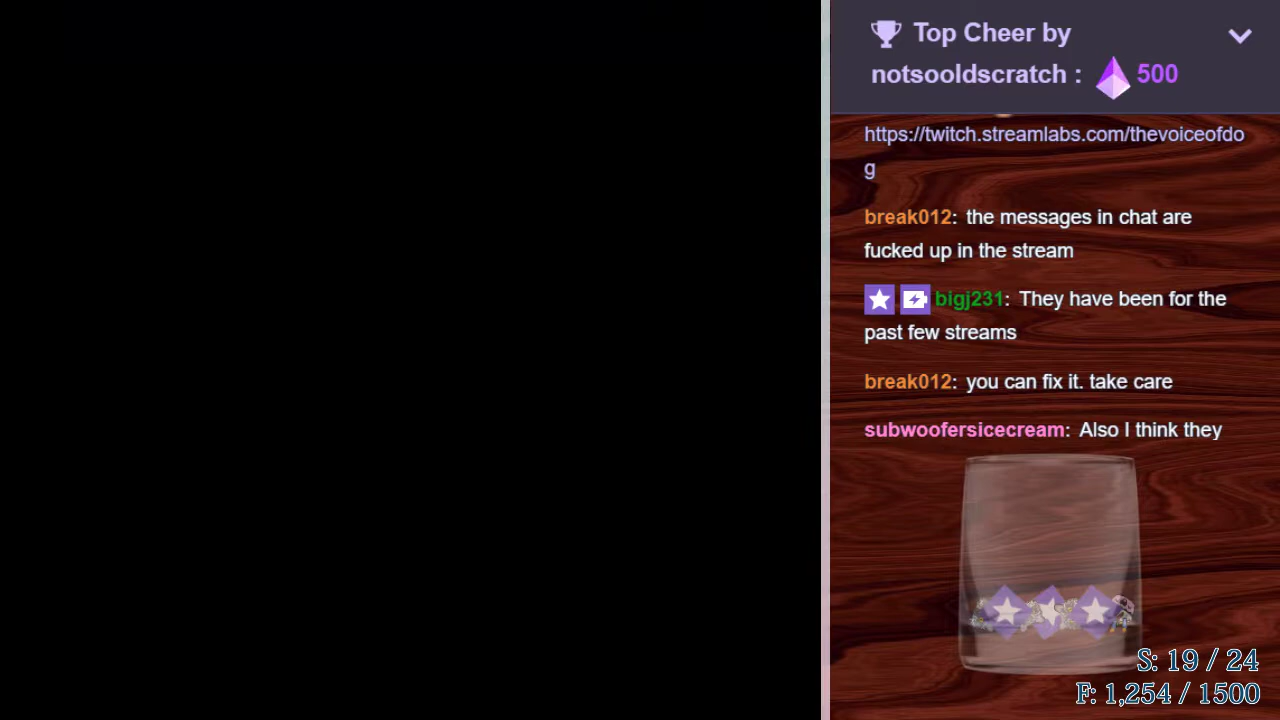 Top Cheer by
notsooldscratch : 500
https://twitch.streamlabs.com/thevoiceofdo
g
break012: the messages in chat are
fucked up in the stream
bigj231: They have been for the
past few streams
break012: you can fix it. take care
subwoofersicecream: Also I think they
S: 19 / 24
F: 1,254 / 1500